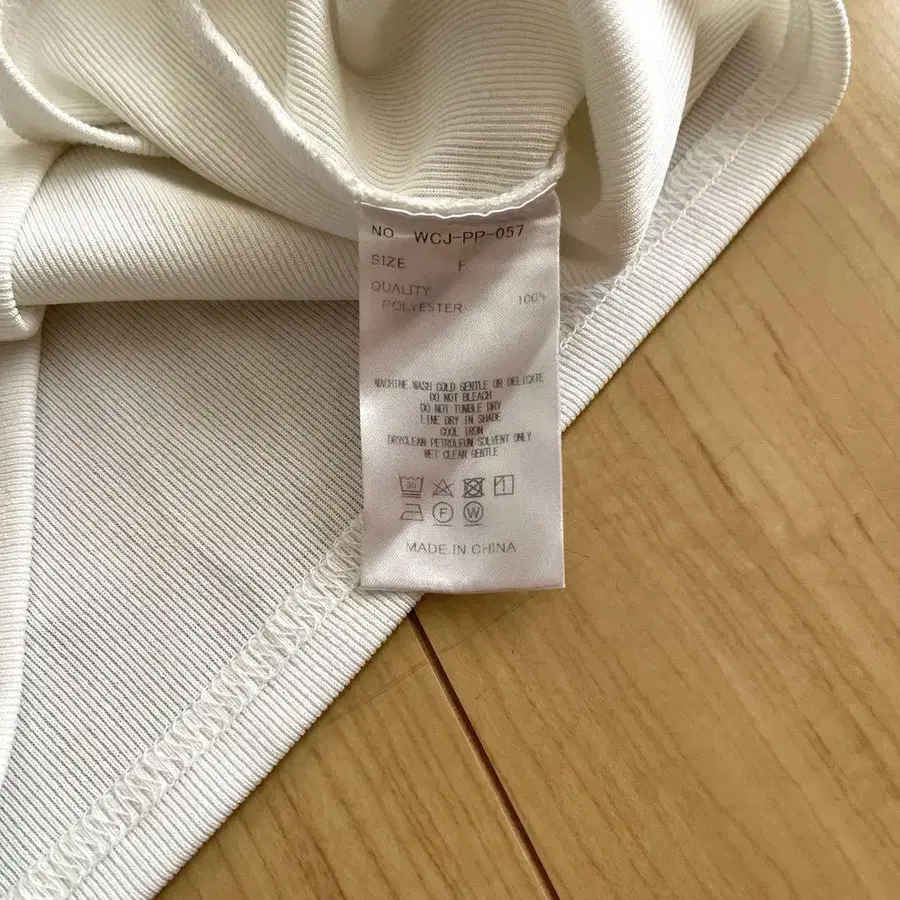 NO. WCJ-PP-057
SIZE F
QUALITY
POLYESTER 100%
MACHINE WASH COLD GENTLE OR DELICATE
DO NOT BLEACH
DO NOT TUMBLE DRY
LINE DRY IN SHADE
COOL IRON
DRYCLEAN PETROLEUM SOLVENT ONLY
WET CLEAN GENTLE
30
F W
MADE IN CHINA